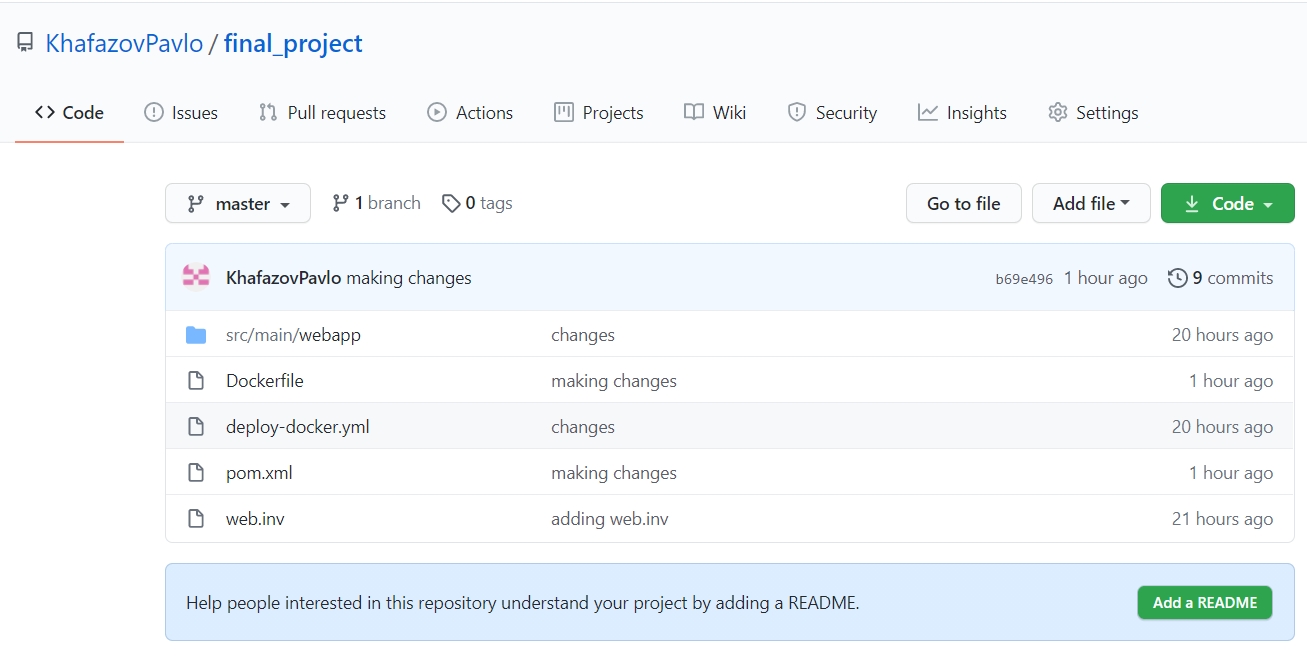 KhafazovPavlo / final_project
Code Issues Pull requests Actions Projects Wiki Security Insights Settings
master 1 branch 0 tags Go to file Add file Code
KhafazovPavlo making changes b69e496 1 hour ago 9 commits
src/main/webapp changes 20 hours ago
Dockerfile making changes 1 hour ago
deploy-docker.yml changes 20 hours ago
pom.xml making changes 1 hour ago
web.inv adding web.inv 21 hours ago
Help people interested in this repository understand your project by adding a README. Add a README